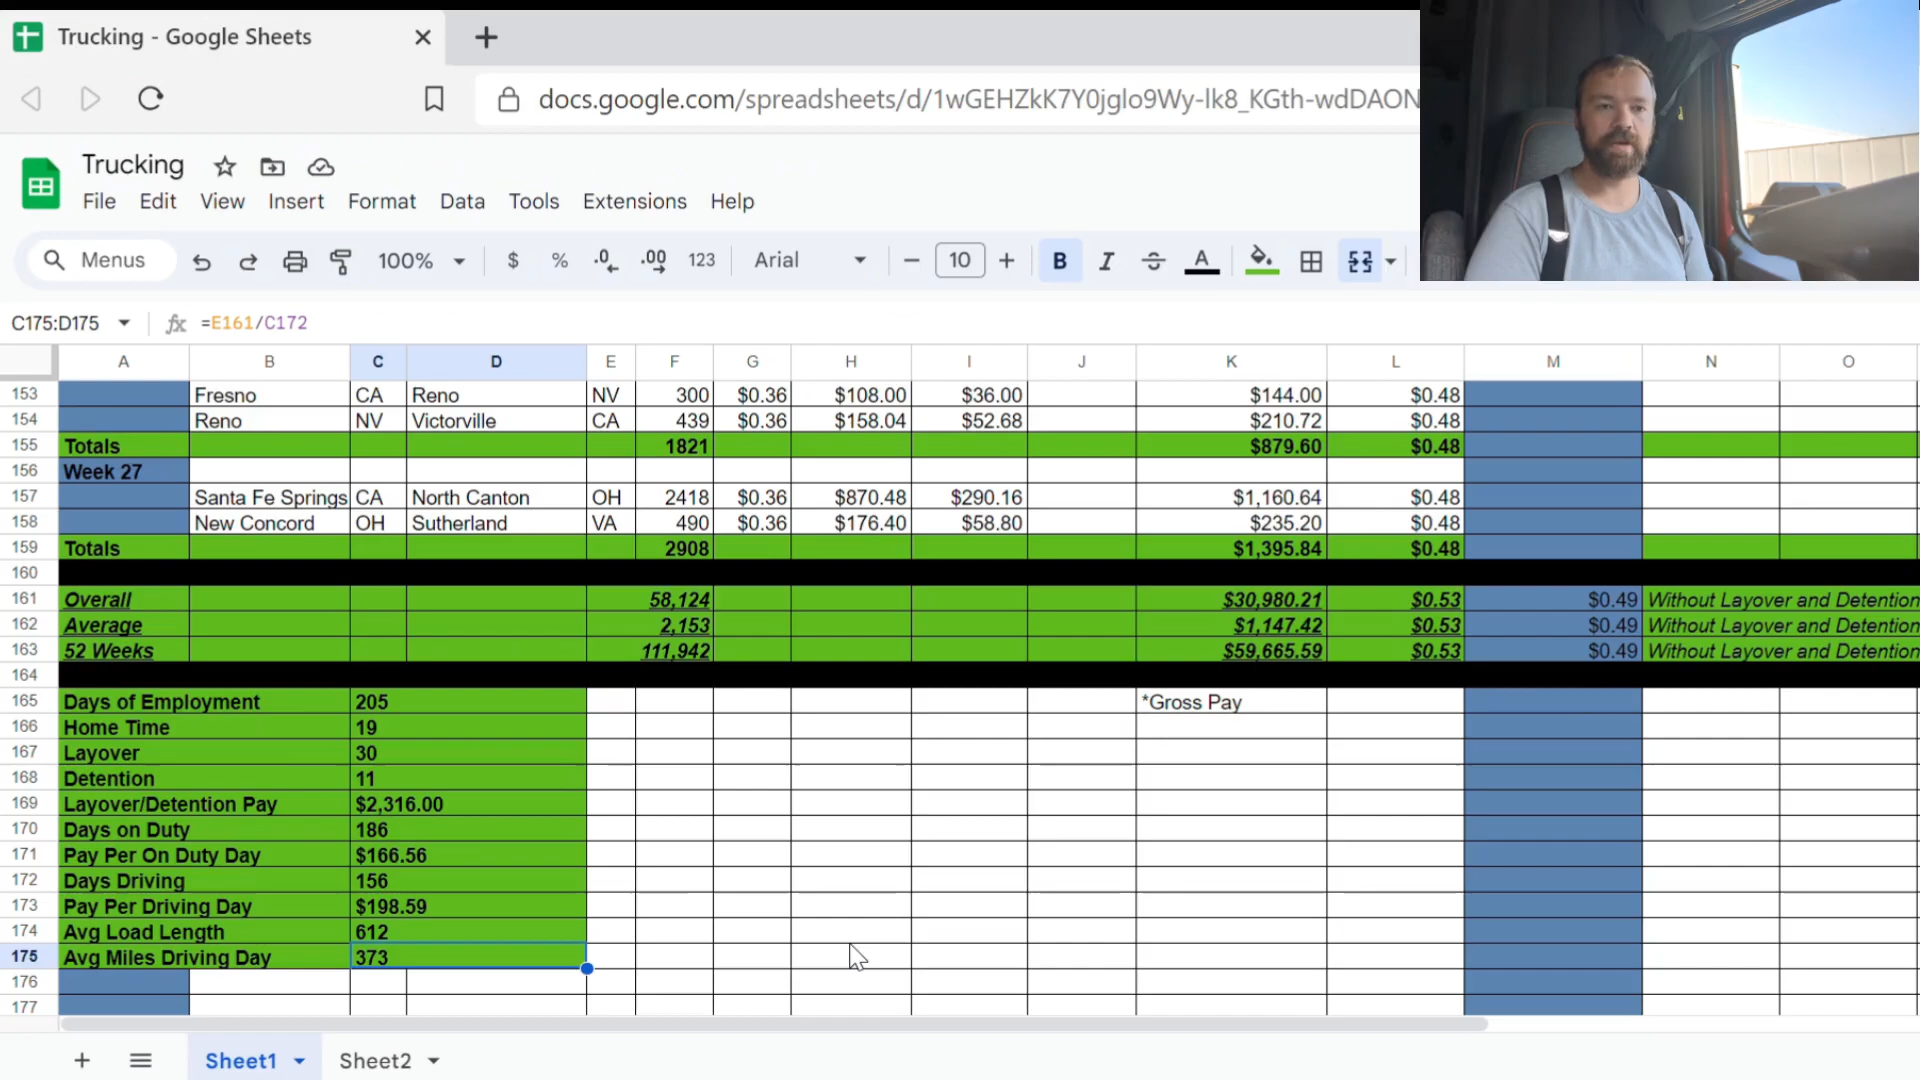 Trucking - Google Sheets
docs.google.com/spreadsheets/d/1wGEHZkK7Y0jglo9Wy-lk8_KGth-wdDAON
Trucking
File Edit View Insert Format Data Tools Extensions Help
Menus 100% $ % .0 .00 123 Arial 10 B I S A
C175:D175 fx =E161/C172
A B C D E F G H I J K L M N O
153 Fresno CA Reno NV 300 $0.36 $108.00 $36.00 $144.00 $0.48
154 Reno NV Victorville CA 439 $0.36 $158.04 $52.68 $210.72 $0.48
155 Totals 1821 $879.60 $0.48
156 Week 27
157 Santa Fe Springs CA North Canton OH 2418 $0.36 $870.48 $290.16 $1,160.64 $0.48
158 New Concord OH Sutherland VA 490 $0.36 $176.40 $58.80 $235.20 $0.48
159 Totals 2908 $1,395.84 $0.48
160
161 Overall 58,124 $30,980.21 $0.53 $0.49 Without Layover and Detention
162 Average 2,153 $1,147.42 $0.53 $0.49 Without Layover and Detention
163 52 Weeks 111,942 $59,665.59 $0.53 $0.49 Without Layover and Detention
164
165 Days of Employment 205 *Gross Pay
166 Home Time 19
167 Layover 30
168 Detention 11
169 Layover/Detention Pay $2,316.00
170 Days on Duty 186
171 Pay Per On Duty Day $166.56
172 Days Driving 156
173 Pay Per Driving Day $198.59
174 Avg Load Length 612
175 Avg Miles Driving Day 373
176
177
Sheet1 Sheet2